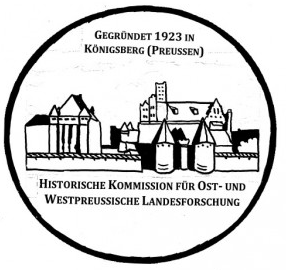 GEGRÜNDET 1923 IN
KÖNIGSBERG (PREUSSEN)
HISTORISCHE KOMMISSION FÜR OST- UND
WESTPREUSSISCHE LANDESFORSCHUNG